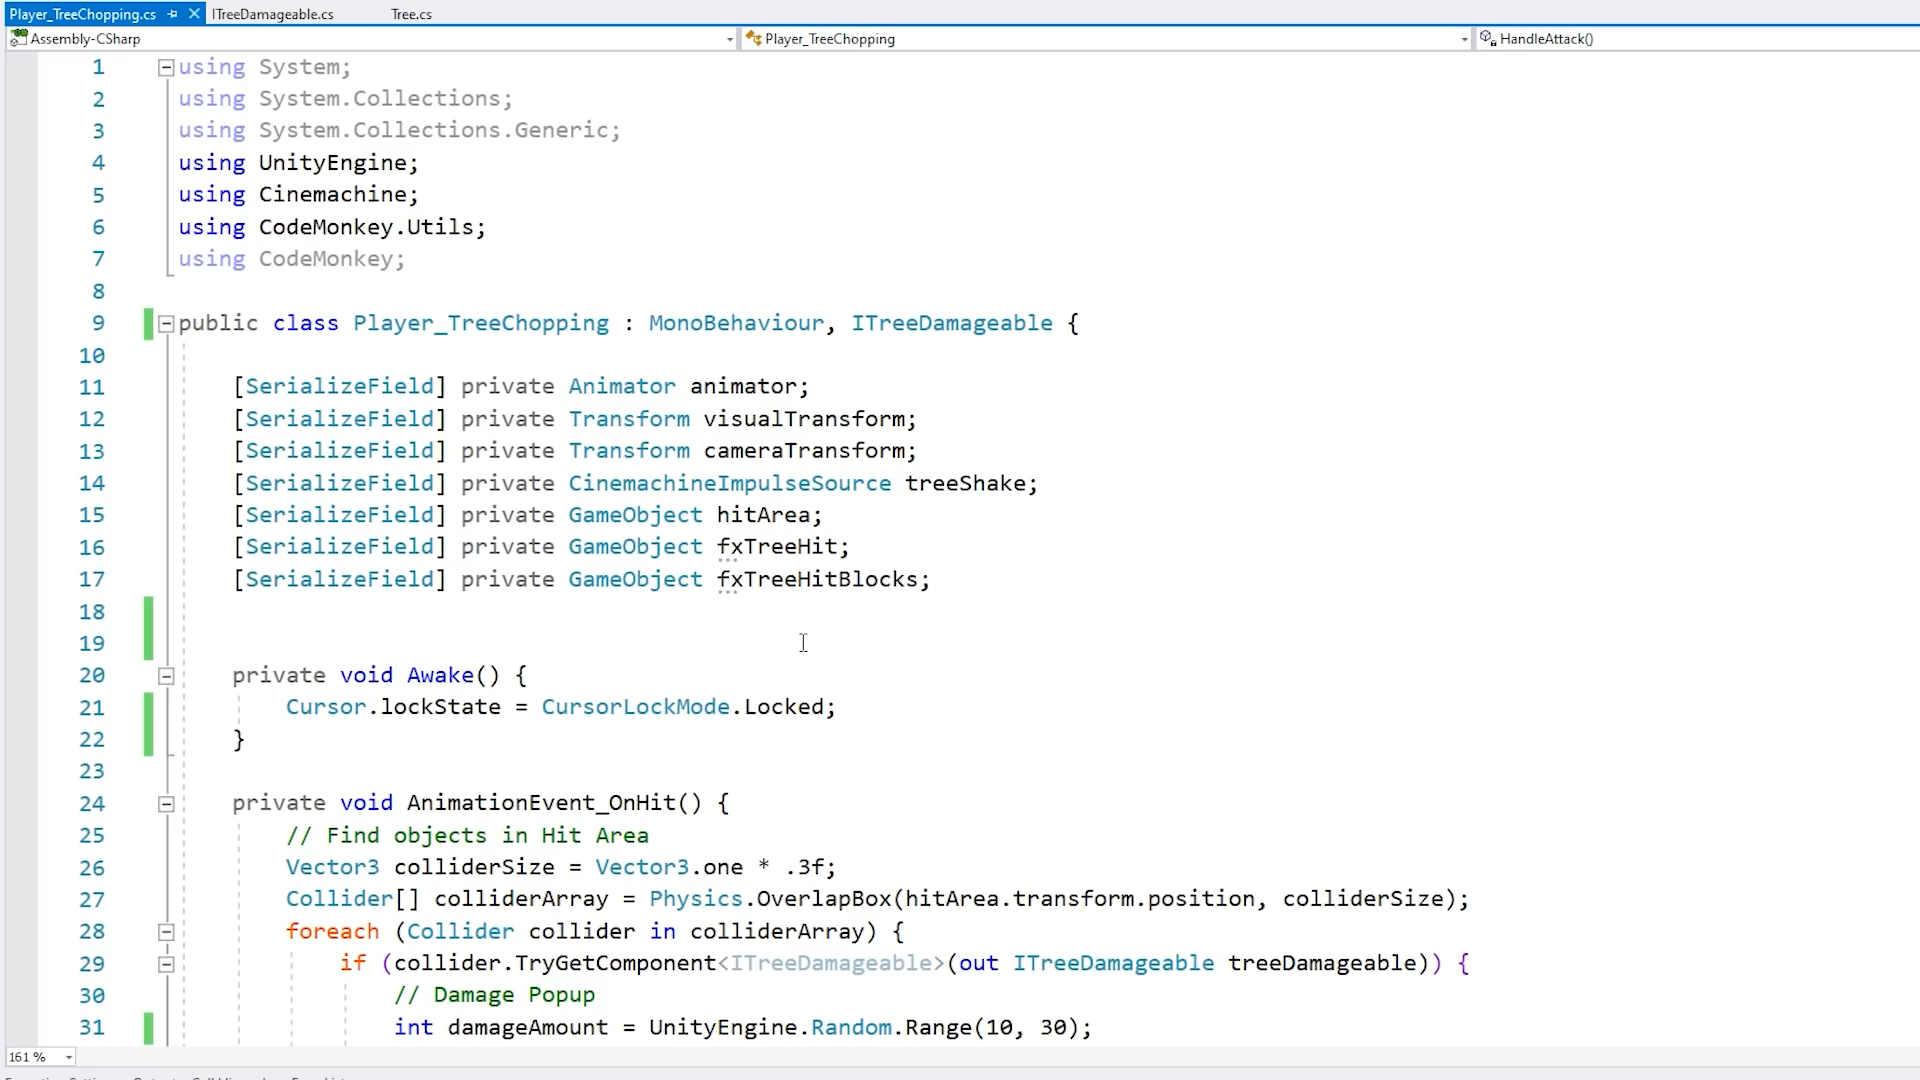 Player_TreeChopping.cs ITreeDamageable.cs Tree.cs
Assembly-CSharp Player_TreeChopping HandleAttack()
1 using System;
2 using System.Collections;
3 using System.Collections.Generic;
4 using UnityEngine;
5 using Cinemachine;
6 using CodeMonkey.Utils;
7 using CodeMonkey;
8
9 public class Player_TreeChopping : MonoBehaviour, ITreeDamageable {
10
11 [SerializeField] private Animator animator;
12 [SerializeField] private Transform visualTransform;
13 [SerializeField] private Transform cameraTransform;
14 [SerializeField] private CinemachineImpulseSource treeShake;
15 [SerializeField] private GameObject hitArea;
16 [SerializeField] private GameObject fxTreeHit;
17 [SerializeField] private GameObject fxTreeHitBlocks;
18
19
20 private void Awake() {
21 Cursor.lockState = CursorLockMode.Locked;
22 }
23
24 private void AnimationEvent_OnHit() {
25 // Find objects in Hit Area
26 Vector3 colliderSize = Vector3.one * .3f;
27 Collider[] colliderArray = Physics.OverlapBox(hitArea.transform.position, colliderSize);
28 foreach (Collider collider in colliderArray) {
29 if (collider.TryGetComponent<ITreeDamageable>(out ITreeDamageable treeDamageable)) {
30 // Damage Popup
31 int damageAmount = UnityEngine.Random.Range(10, 30);
161 %